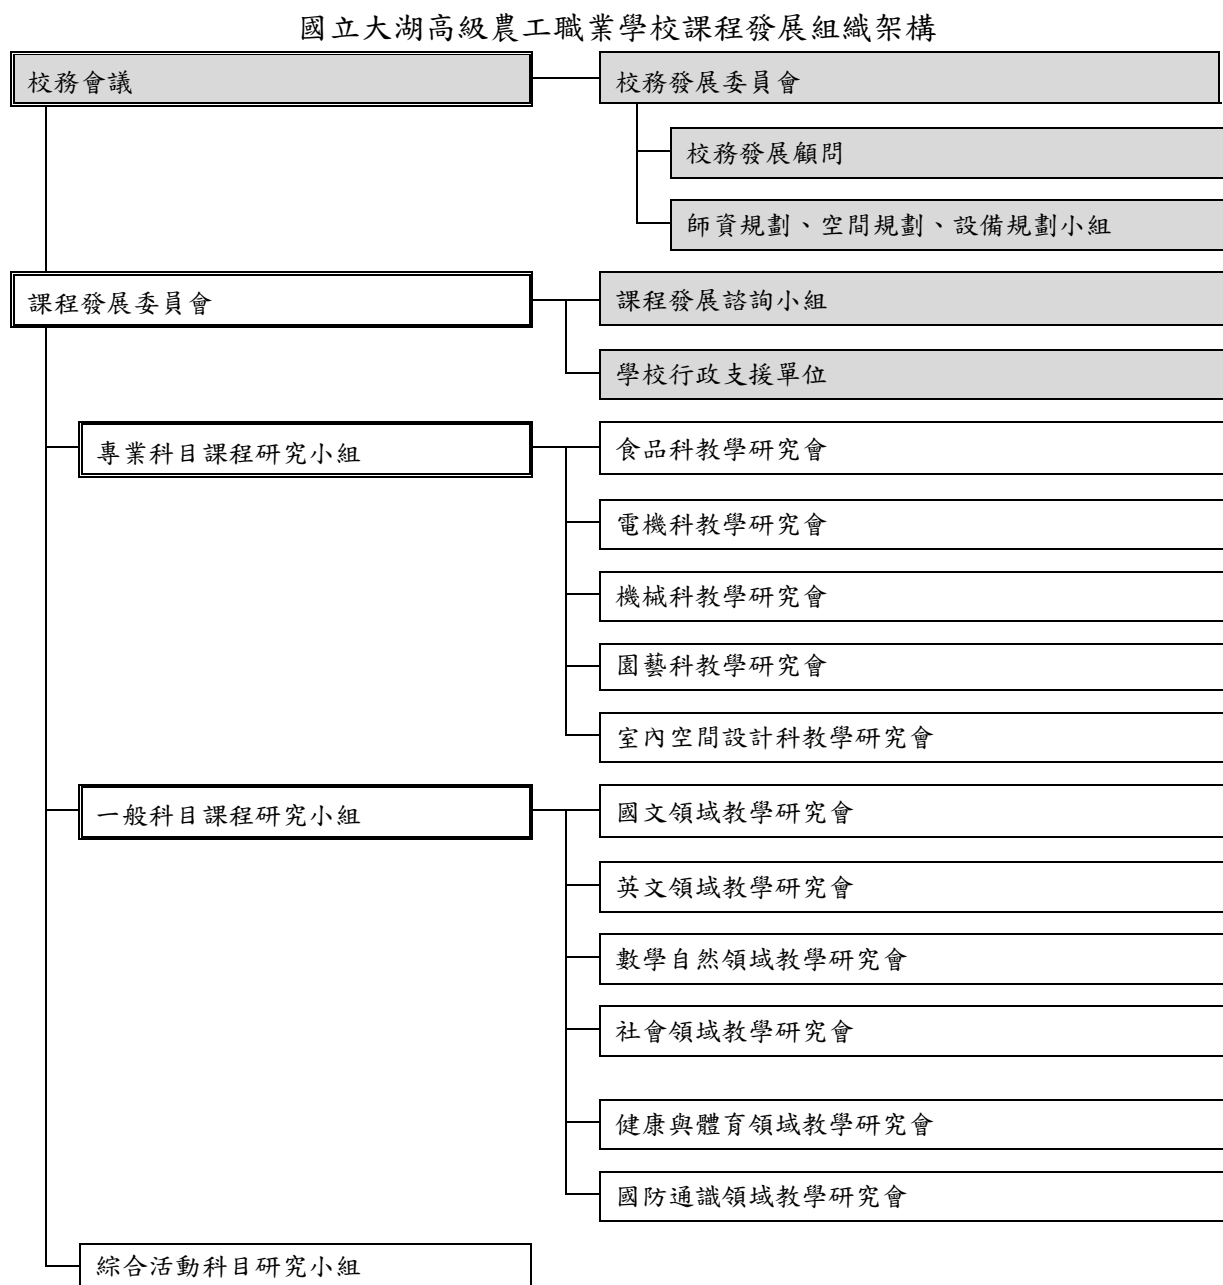 國立大湖高級農工職業學校課程發展組織架構
校務會議
校務發展委員會
校務發展顧問
師資規劃、空間規劃、設備規劃小組
課程發展委員會
課程發展諮詢小組
學校行政支援單位
專業科目課程研究小組
食品科教學研究會
電機科教學研究會
機械科教學研究會
園藝科教學研究會
室內空間設計科教學研究會
一般科目課程研究小組
國文領域教學研究會
英文領域教學研究會
數學自然領域教學研究會
社會領域教學研究會
健康與體育領域教學研究會
國防通識領域教學研究會
綜合活動科目研究小組